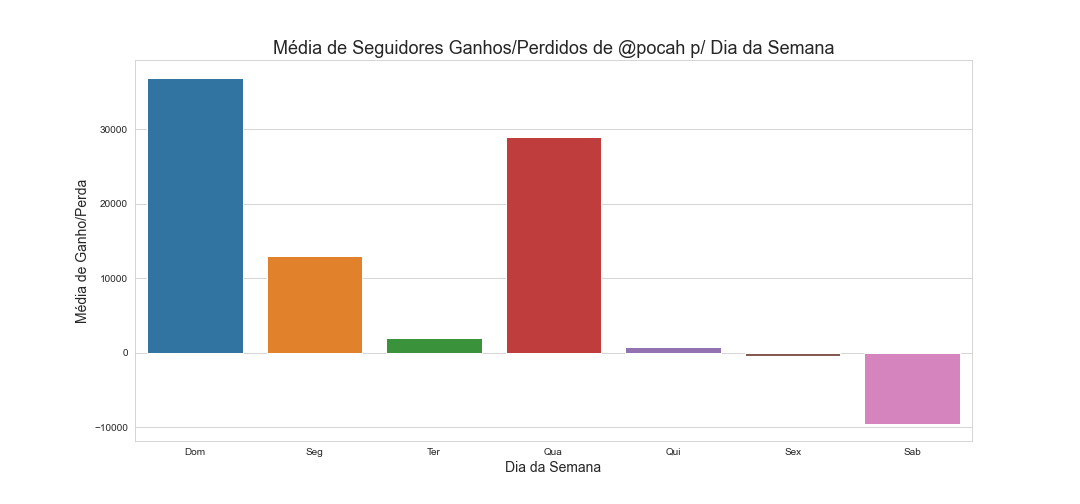 Média de Seguidores Ganhos/Perdidos de @pocah p/ Dia da Semana
Média de Ganho/Perda
30000
20000
10000
0
−10000
Dom Seg Ter Qua Qui Sex Sab
Dia da Semana